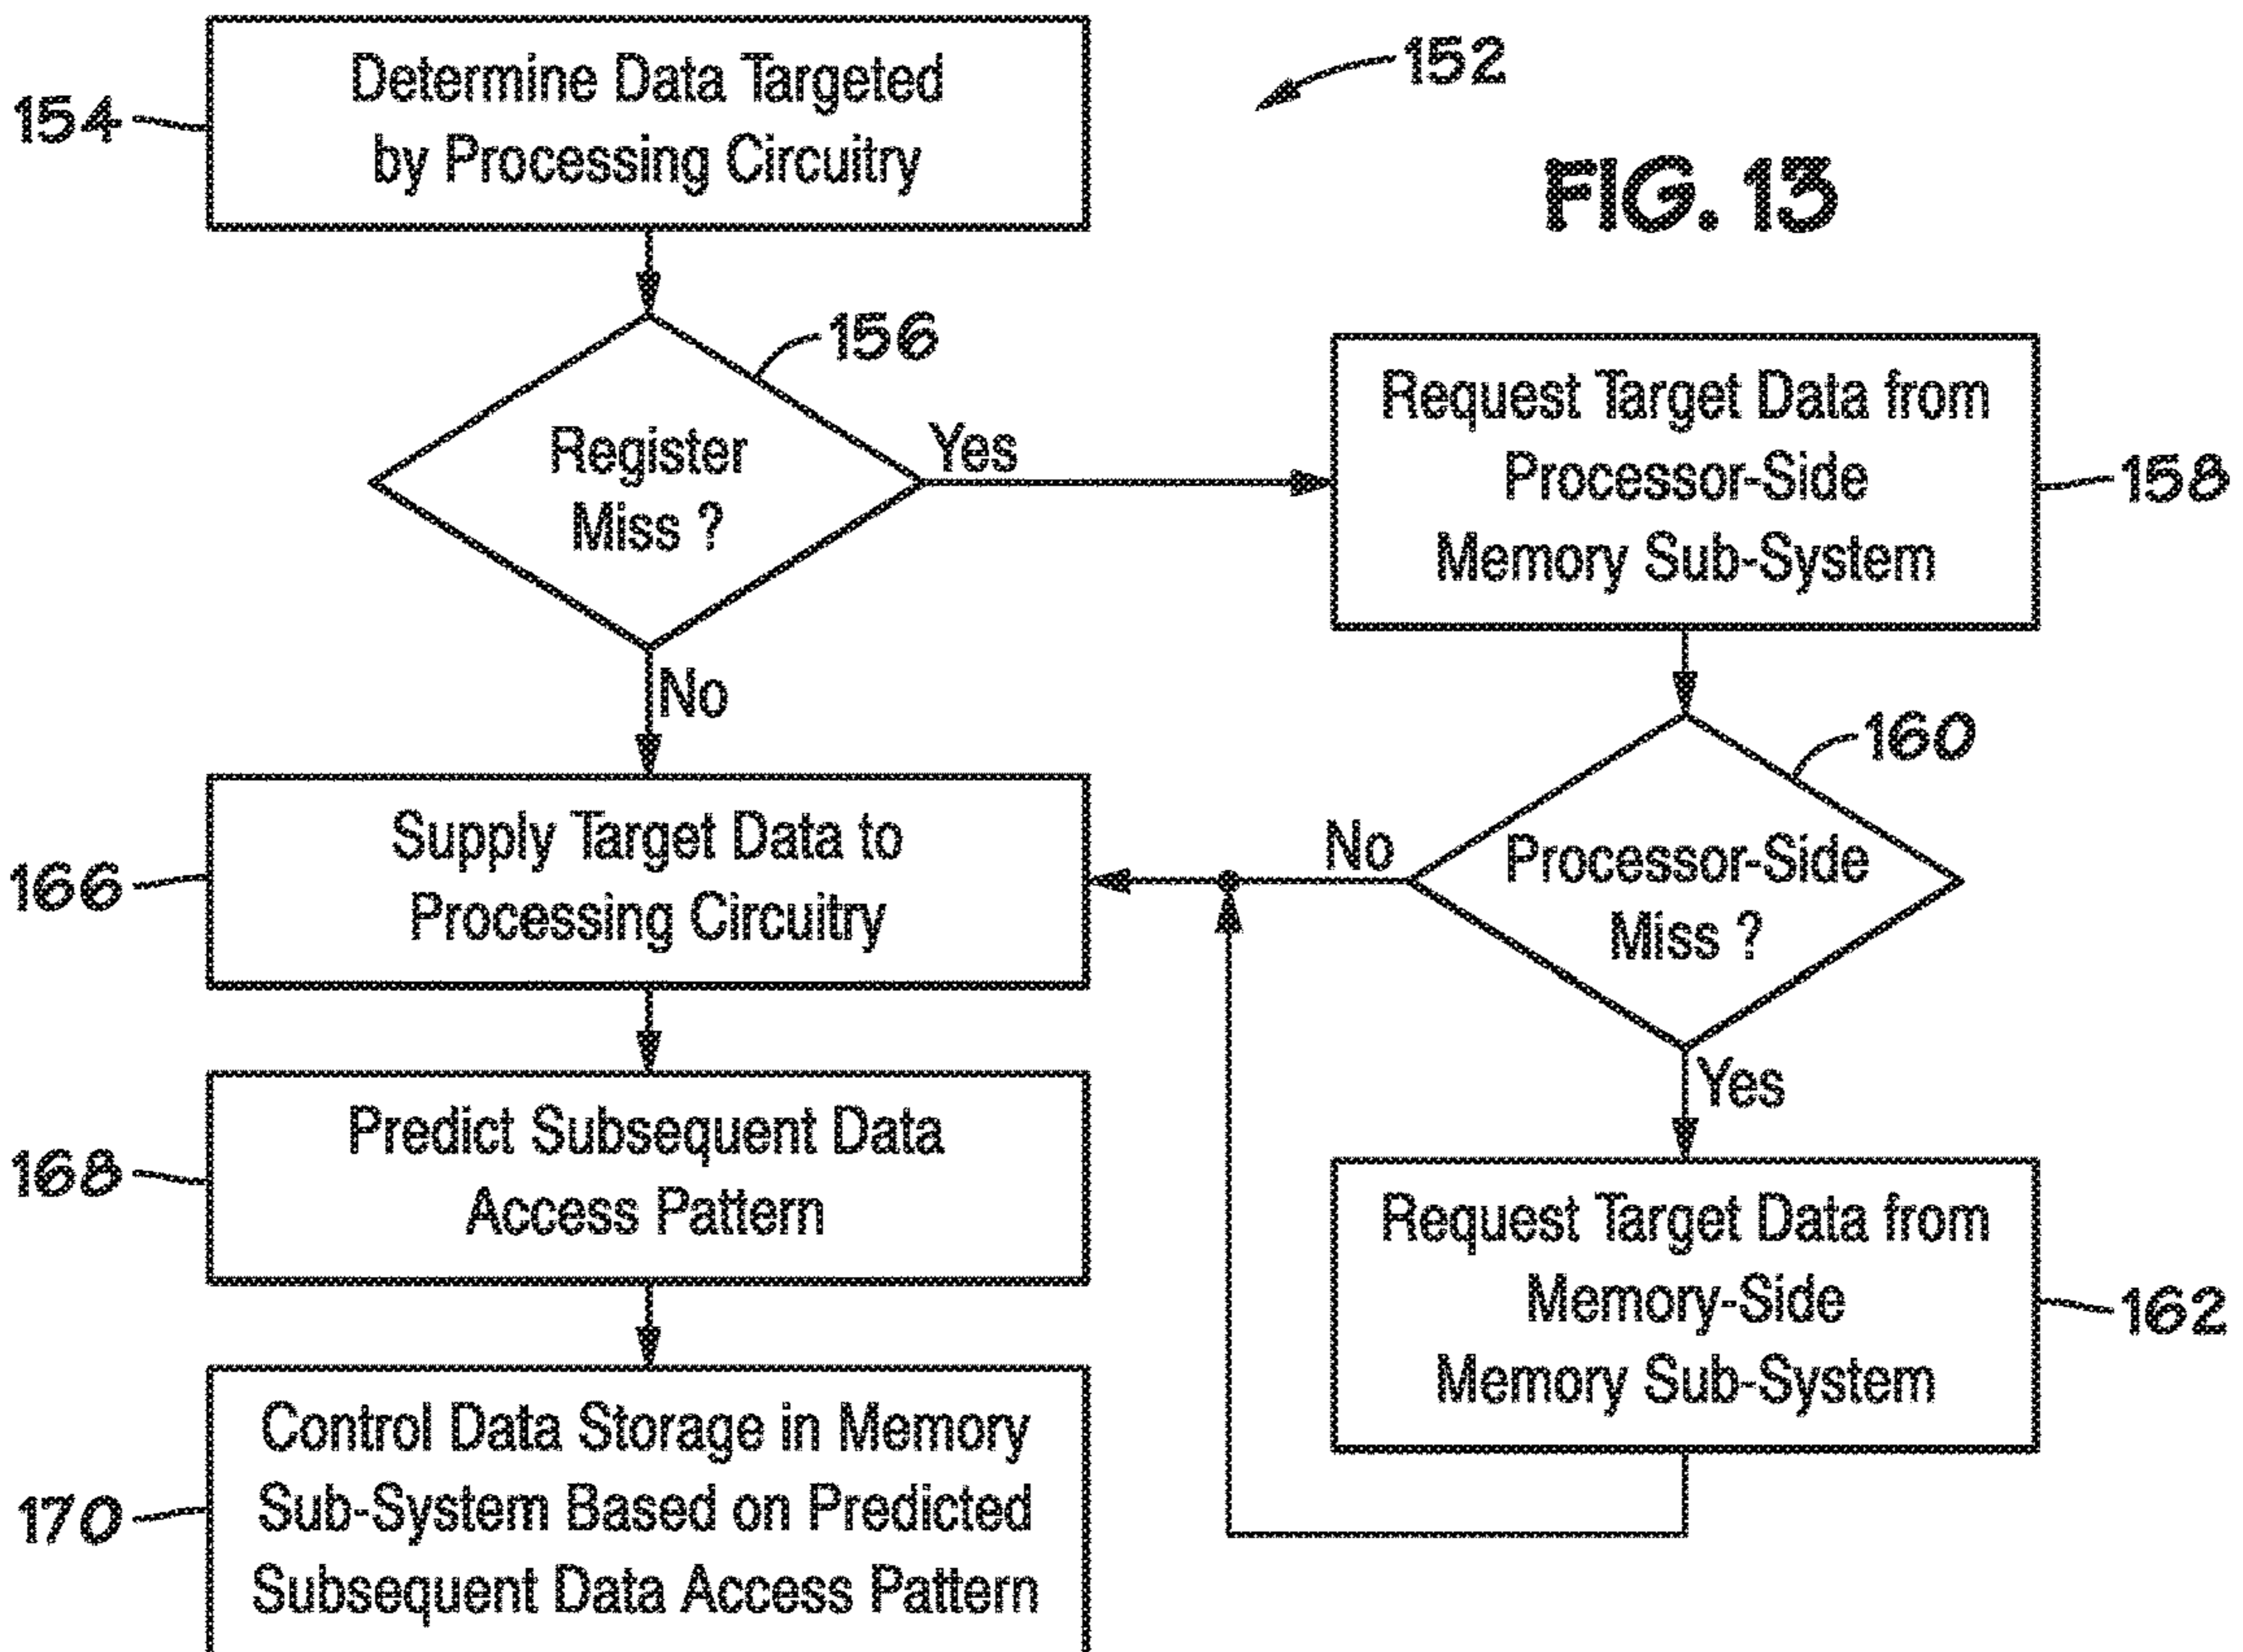 152
FIG. 13
154
Determine Data Targeted
by Processing Circuitry
156
Register
Miss ?
Yes
No
Request Target Data from
Processor-Side
Memory Sub-System
158
160
Processor-Side
Miss ?
No
Yes
166
Supply Target Data to
Processing Circuitry
168
Predict Subsequent Data
Access Pattern
Request Target Data from
Memory-Side
Memory Sub-System
162
170
Control Data Storage in Memory
Sub-System Based on Predicted
Subsequent Data Access Pattern